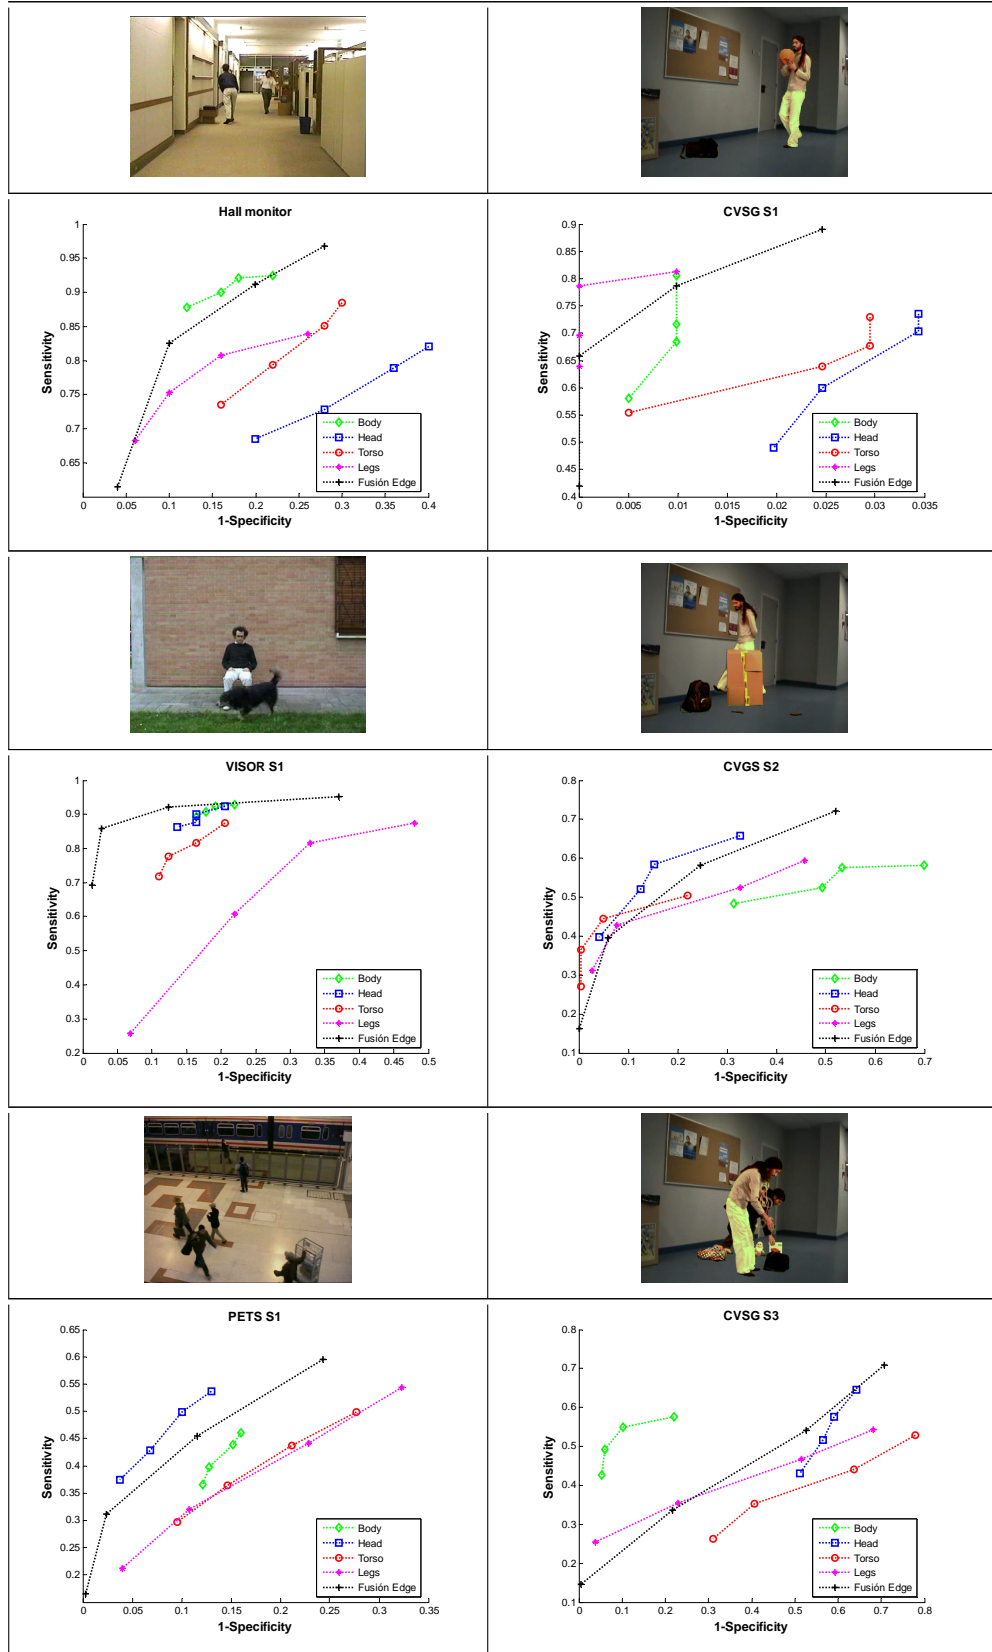 Hall monitor
1
0.95
0.9
0.85
0.8
0.75
0.7
0.65
Sensitivity
0 0.1 0.2 0.3 0.4
1-Specificity
Body
Head
Torso
Legs
Fusión Edge
CVSG S1
0.9
0.85
0.8
0.75
0.7
0.65
0.6
0.55
0.5
0.45
0.4
Sensitivity
0 0.005 0.01 0.015 0.02 0.025 0.03 0.035
1-Specificity
Body
Head
Torso
Legs
Fusión Edge
VISOR S1
1
0.9
0.8
0.7
0.6
0.5
0.4
0.3
0.2
Sensitivity
0 0.05 0.1 0.15 0.2 0.25 0.3 0.35 0.4 0.45 0.5
1-Specificity
Body
Head
Torso
Legs
Fusión Edge
CVGS S2
0.8
0.7
0.6
0.5
0.4
0.3
0.2
0.1
Sensitivity
0 0.1 0.2 0.3 0.4 0.5 0.6 0.7
1-Specificity
Body
Head
Torso
Legs
Fusión Edge
PETS S1
0.65
0.6
0.55
0.5
0.45
0.4
0.35
0.3
0.25
0.2
Sensitivity
0 0.05 0.1 0.15 0.2 0.25 0.3 0.35
1-Specificity
Body
Head
Torso
Legs
Fusión Edge
CVSG S3
0.8
0.7
0.6
0.5
0.4
0.3
0.2
0.1
Sensitivity
0 0.1 0.2 0.3 0.4 0.5 0.6 0.7 0.8
1-Specificity
Body
Head
Torso
Legs
Fusión Edge